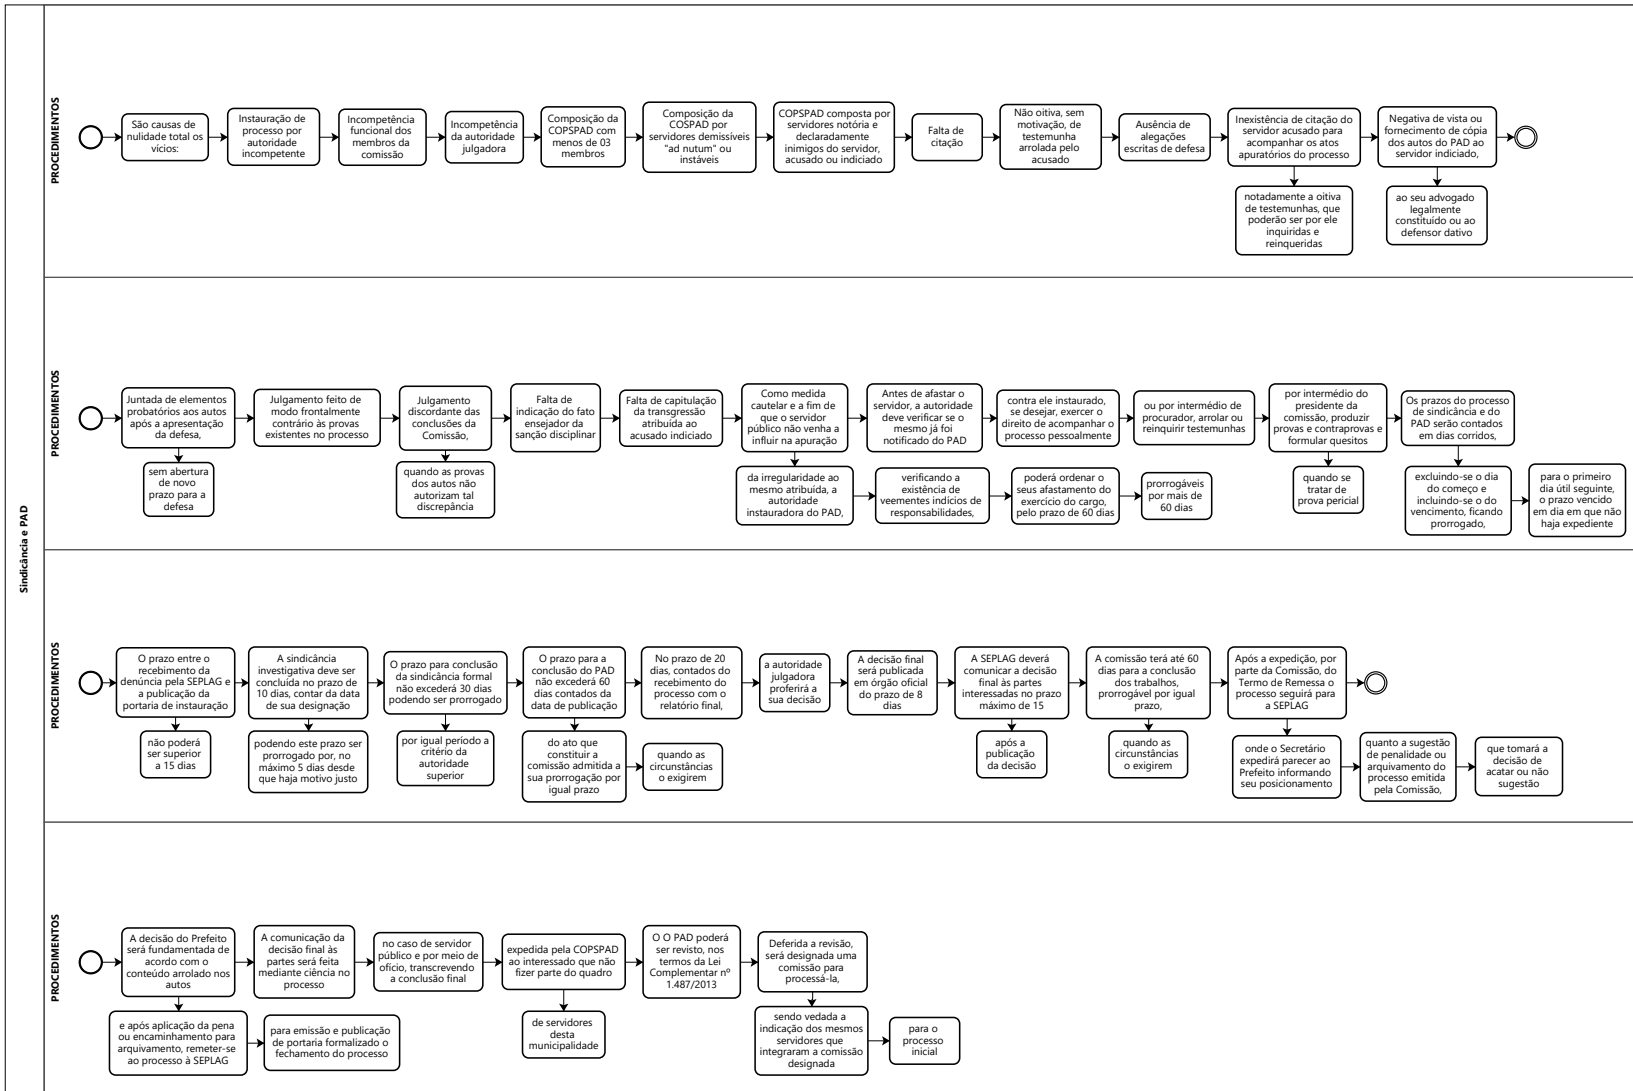 Sindicância e PAD
PROCEDIMENTOS
São causas de
nulidade total os
vícios:
Instauração de
processo por
autoridade
incompetente
Incompetência
funcional dos
membros da
comissão
Incompetência
da autoridade
julgadora
Composição da
COPSPAD com
menos de 03
membros
Composição da
COSPAD por
servidores demissíveis
"ad nutum" ou
instáveis
COPSPAD composta por
servidores notória e
declaradamente
inimigos do servidor,
acusado ou indiciado
Falta de
citação
Não oitiva, sem
motivação, de
testemunha
arrolada pelo
acusado
Ausência de
alegações
escritas de defesa
Inexistência de citação do
servidor acusado para
acompanhar os atos
apuratórios do processo
Negativa de vista ou
fornecimento de cópia
dos autos do PAD ao
servidor indiciado,
notadamente a oitiva
de testemunhas, que
poderão ser por ele
inquiridas e
reinqueridas
ao seu advogado
legalmente
constituído ou ao
defensor dativo
PROCEDIMENTOS
Juntada de elementos
probatórios aos autos
após a apresentação
da defesa,
Julgamento feito de
modo frontalmente
contrário às provas
existentes no processo
Julgamento
discordante das
conclusões da
Comissão,
Falta de
indicação do fato
ensejador da
sanção disciplinar
Falta de capitulação
da transgressão
atribuída ao
acusado indiciado
Como medida
cautelar e a fim de
que o servidor
público não venha a
influir na apuração
Antes de afastar o
servidor, a autoridade
deve verificar se o
mesmo já foi
notificado do PAD
contra ele instaurado,
se desejar, exercer o
direito de acompanhar o
processo pessoalmente
ou por intermédio de
procurador, arrolar ou
reinquirir testemunhas
por intermédio do
presidente da
comissão, produzir
provas e contraprovas e
formular quesitos
Os prazos do processo
de sindicância e do
PAD serão contados
em dias corridos,
sem abertura
de novo
prazo para a
defesa
quando as provas
dos autos não
autorizam tal
discrepância
da irregularidade ao
mesmo atribuída, a
autoridade
instauradora do PAD,
verificando a
existência de
veementes indícios de
responsabilidades,
poderá ordenar o
seus afastamento do
exercício do cargo,
pelo prazo de 60 dias
prorrogáveis
por mais de
60 dias
quando se
tratar de
prova pericial
excluindo-se o dia
do começo e
incluindo-se o do
vencimento, ficando
prorrogado,
para o primeiro
dia útil seguinte,
o prazo vencido
em dia em que não
haja expediente
PROCEDIMENTOS
O prazo entre o
recebimento da
denúncia pela SEPLAG e
a publicação da
portaria de instauração
A sindicância
investigativa deve ser
concluída no prazo de
10 dias, contar da data
de sua designação
O prazo para conclusão
da sindicância formal
não excederá 30 dias
podendo ser prorrogado
O prazo para a
conclusão do PAD
não excederá 60
dias contados da
data de publicação
No prazo de 20
dias, contados do
recebimento do
processo com o
relatório final,
a autoridade
julgadora
proferirá a
sua decisão
A decisão final
será publicada
em órgão oficial
do prazo de 8
dias
A SEPLAG deverá
comunicar a decisão
final às partes
interessadas no prazo
máximo de 15
A comissão terá até 60
dias para a conclusão
dos trabalhos,
prorrogável por igual
prazo,
Após a expedição, por
parte da Comissão, do
Termo de Remessa o
processo seguirá para
a SEPLAG
não poderá
ser superior
a 15 dias
podendo este prazo ser
prorrogado por, no
máximo 5 dias desde
que haja motivo justo
por igual período a
critério da
autoridade
superior
do ato que
constituir a
comissão admitida a
sua prorrogação por
igual prazo
quando as
circunstâncias
o exigirem
após a
publicação
da decisão
quando as
circunstâncias
o exigirem
onde o Secretário
expedirá parecer ao
Prefeito informando
seu posicionamento
quanto a sugestão
de penalidade ou
arquivamento do
processo emitida
pela Comissão,
que tomará a
decisão de
acatar ou não
sugestão
PROCEDIMENTOS
A decisão do Prefeito
será fundamentada de
acordo com o
conteúdo arrolado nos
autos
A comunicação da
decisão final às
partes será feita
mediante ciência no
processo
no caso de servidor
público e por meio de
ofício, transcrevendo
a conclusão final
expedida pela COPSPAD
ao interessado que não
fizer parte do quadro
O O PAD poderá
ser revisto, nos
termos da Lei
Complementar nº
1.487/2013
Deferida a revisão,
será designada uma
comissão para
processá-la,
e após aplicação da pena
ou encaminhamento para
arquivamento, remeter-se
ao processo à SEPLAG
para emissão e publicação
de portaria formalizado o
fechamento do processo
de servidores
desta
municipalidade
sendo vedada a
indicação dos mesmos
servidores que
integraram a comissão
designada
para o
processo
inicial